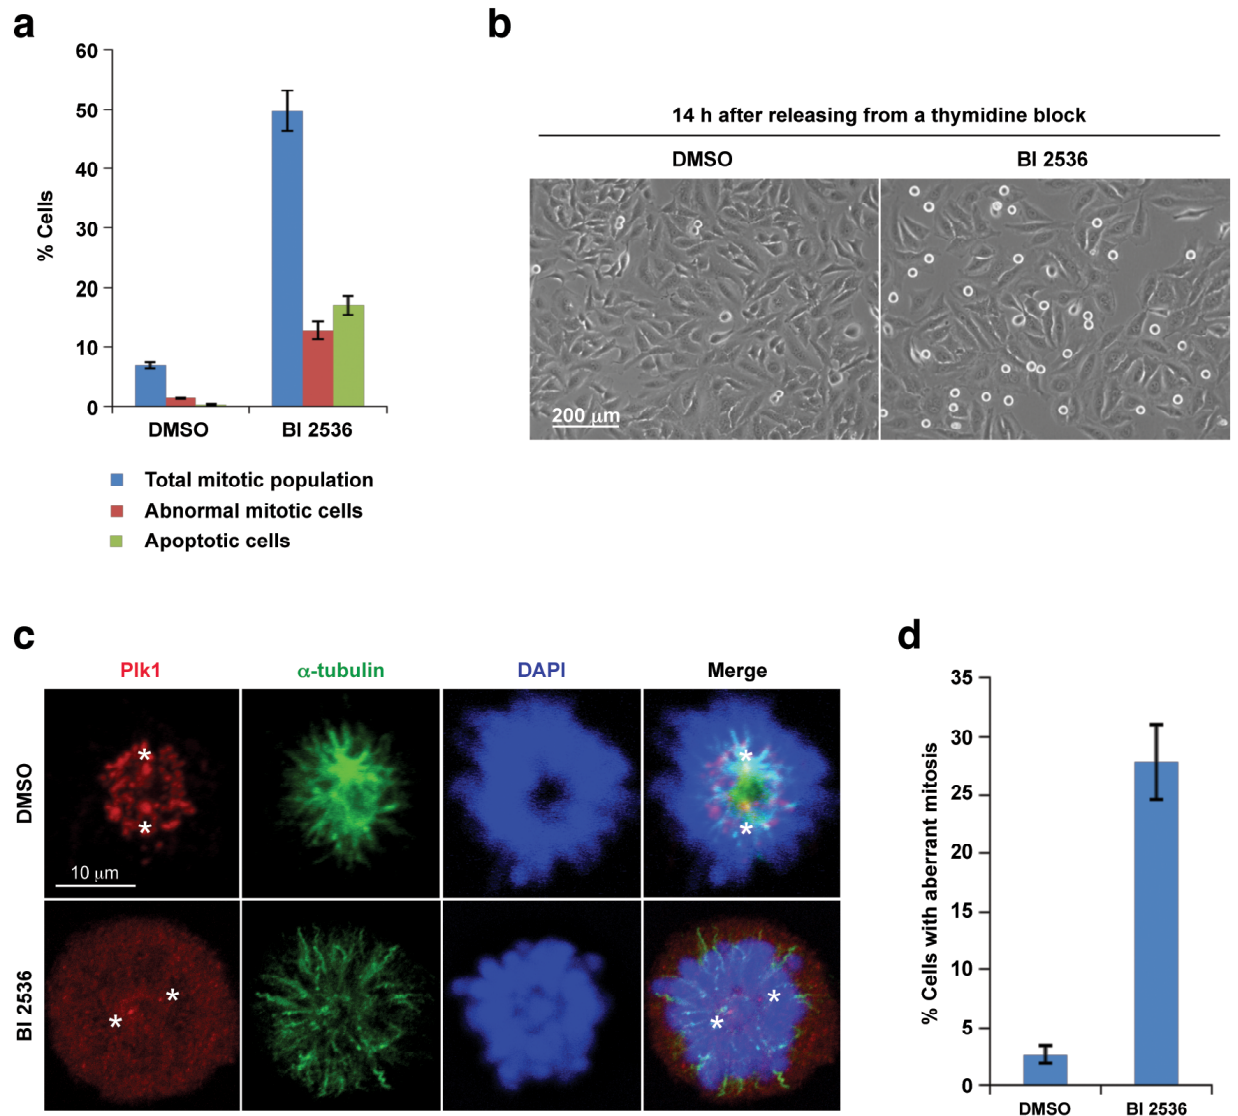 a
60
50
40
30
20
10
0
% Cells
DMSO
BI 2536
Total mitotic population
Abnormal mitotic cells
Apoptotic cells
b
14 h after releasing from a thymidine block
DMSO
BI 2536
200 μm
c
Plk1
α-tubulin
DAPI
Merge
DMSO
10 μm
*
*
*
*
BI 2536
*
*
*
*
d
35
30
25
20
15
10
5
0
% Cells with aberrant mitosis
DMSO
BI 2536